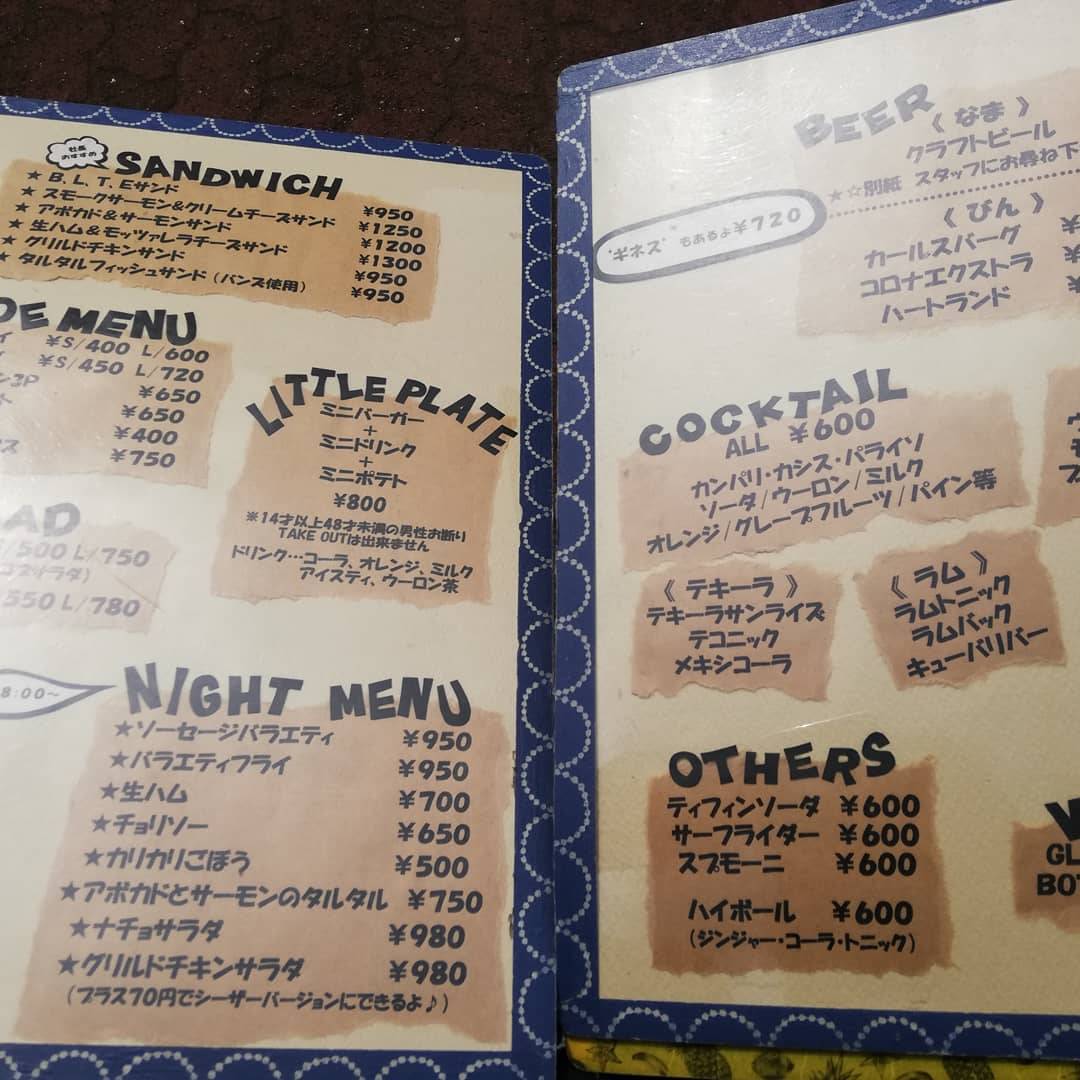 社長
おすすめ
SANDWICH
★ B. L. T. Eサンド ¥950
★ スモークサーモン&クリームチーズサンド ¥1250
★ アボカド&サーモンサンド ¥1200
★ 生ハム&モッツァレラチーズサンド ¥1300
★ グリルドチキンサンド ¥950
★ タルタルフィッシュサンド (バンズ使用) ¥950
DE MENU
イ ¥S/400 L/600
¥S/450 L/720
ン3P ¥650
ト ¥650
¥400
ス ¥750
LITTLE PLATE
ミニバーガー
+
ミニドリンク
+
ミニポテト
¥800
※14才以上48才未満の男性お断り
TAKE OUTは出来ません
ドリンク…コーラ、オレンジ、ミルク
アイスティ、ウーロン茶
AD
/500 L/750
サラダ)
550 L/780
8:00～
NIGHT MENU
★ソーセージバラエティ ¥950
★バラエティフライ ¥950
★生ハム ¥700
★チョリソー ¥650
★カリカリごぼう ¥500
★アボカドとサーモンのタルタル ¥750
★ナチョサラダ ¥980
★グリルドチキンサラダ ¥980
(プラス70円でシーザーバージョンにできるよ♪)
BEER
《 なま 》
クラフトビール
★☆別紙 スタッフにお尋ね下
"ギネス" もあるよ¥720
《 びん 》
カールスバーグ ¥
コロナエクストラ ¥
ハートランド ¥
COCKTAIL
ALL ¥600
カンパリ・カシス・パライソ
ソーダ/ウーロン/ミルク
オレンジ/グレープフルーツ/パイン等
《 テキーラ 》
テキーラサンライズ
テコニック
メキシコーラ
《 ラム 》
ラムトニック
ラムバック
キューバリバー
OTHERS
ティフィンソーダ ¥600
サーフライダー ¥600
スプモーニ ¥600
ハイボール ¥600
(ジンジャー・コーラ・トニック)
GL
BOT